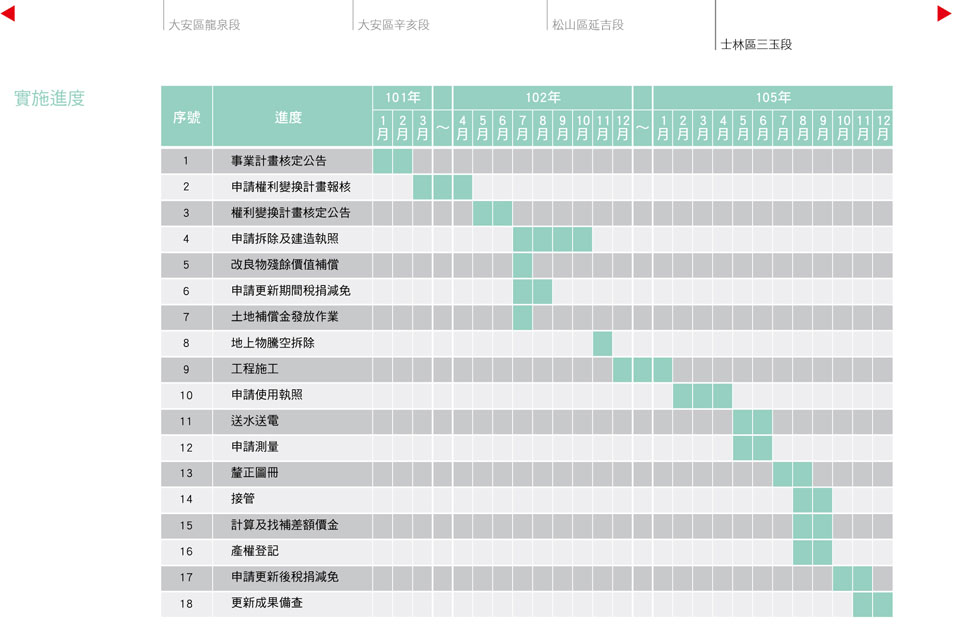 大安區龍泉段
大安區辛亥段
松山區延吉段
士林區三玉段
實施進度
序號 進度 101年 102年 105年
1月 2月 3月 ～ 4月 5月 6月 7月 8月 9月 10月 11月 12月 ～ 1月 2月 3月 4月 5月 6月 7月 8月 9月 10月 11月 12月
1 事業計畫核定公告
2 申請權利變換計畫報核
3 權利變換計畫核定公告
4 申請拆除及建造執照
5 改良物殘餘價值補償
6 申請更新期間稅捐減免
7 土地補償金發放作業
8 地上物騰空拆除
9 工程施工
10 申請使用執照
11 送水送電
12 申請測量
13 釐正圖冊
14 接管
15 計算及找補差額價金
16 產權登記
17 申請更新後稅捐減免
18 更新成果備查